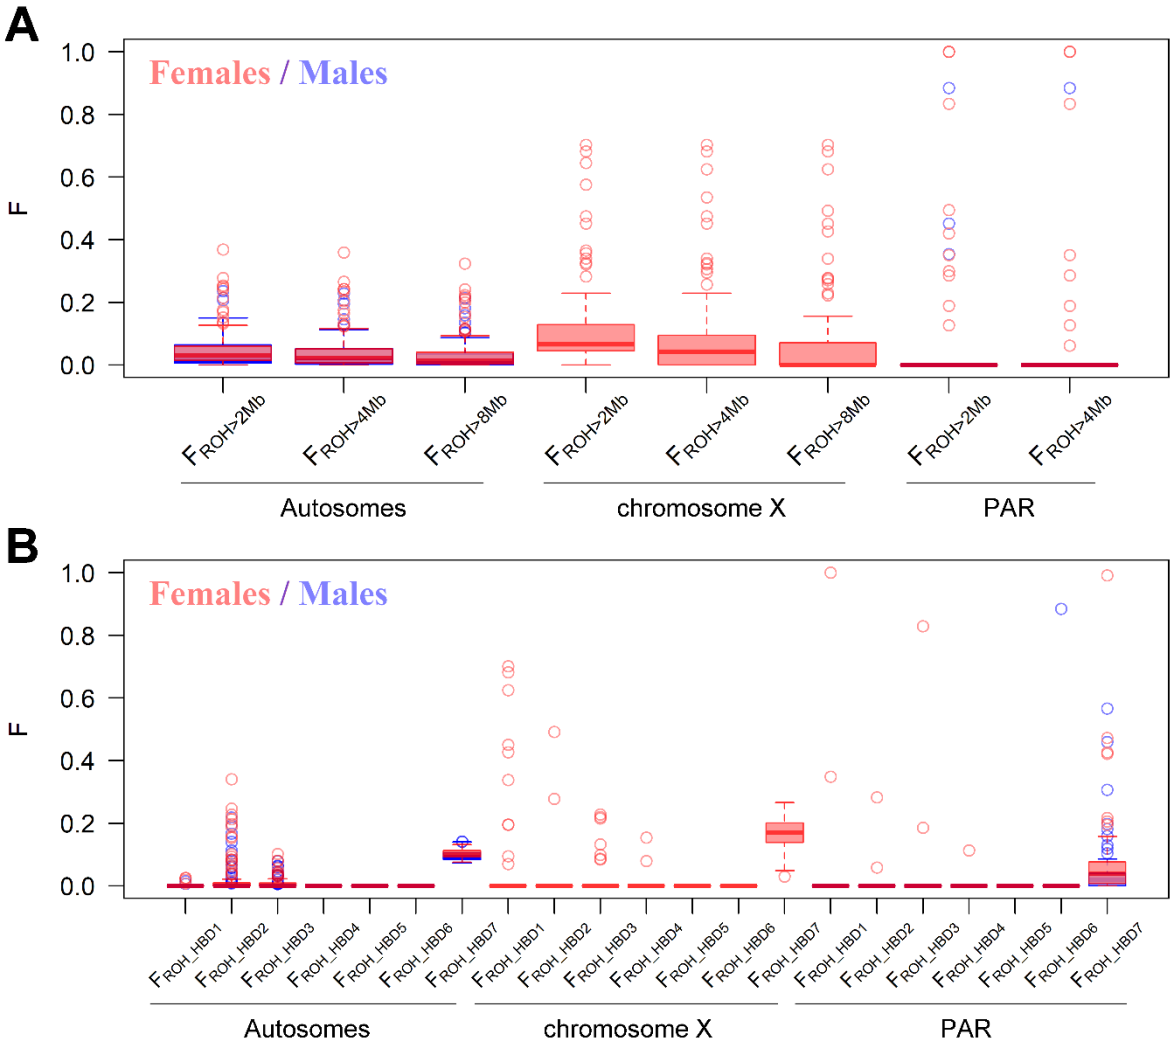 A
Females / Males
1.0
0.8
0.6
0.4
0.2
0.0
F
FROH>2Mb FROH>4Mb FROH>8Mb FROH>2Mb FROH>4Mb FROH>8Mb FROH>2Mb FROH>4Mb
Autosomes chromosome X PAR
B
Females / Males
1.0
0.8
0.6
0.4
0.2
0.0
F
FROH_HBD1 FROH_HBD2 FROH_HBD3 FROH_HBD4 FROH_HBD5 FROH_HBD6 FROH_HBD7 FROH_HBD1 FROH_HBD2 FROH_HBD3 FROH_HBD4 FROH_HBD5 FROH_HBD6 FROH_HBD7 FROH_HBD1 FROH_HBD2 FROH_HBD3 FROH_HBD4 FROH_HBD5 FROH_HBD6 FROH_HBD7
Autosomes chromosome X PAR